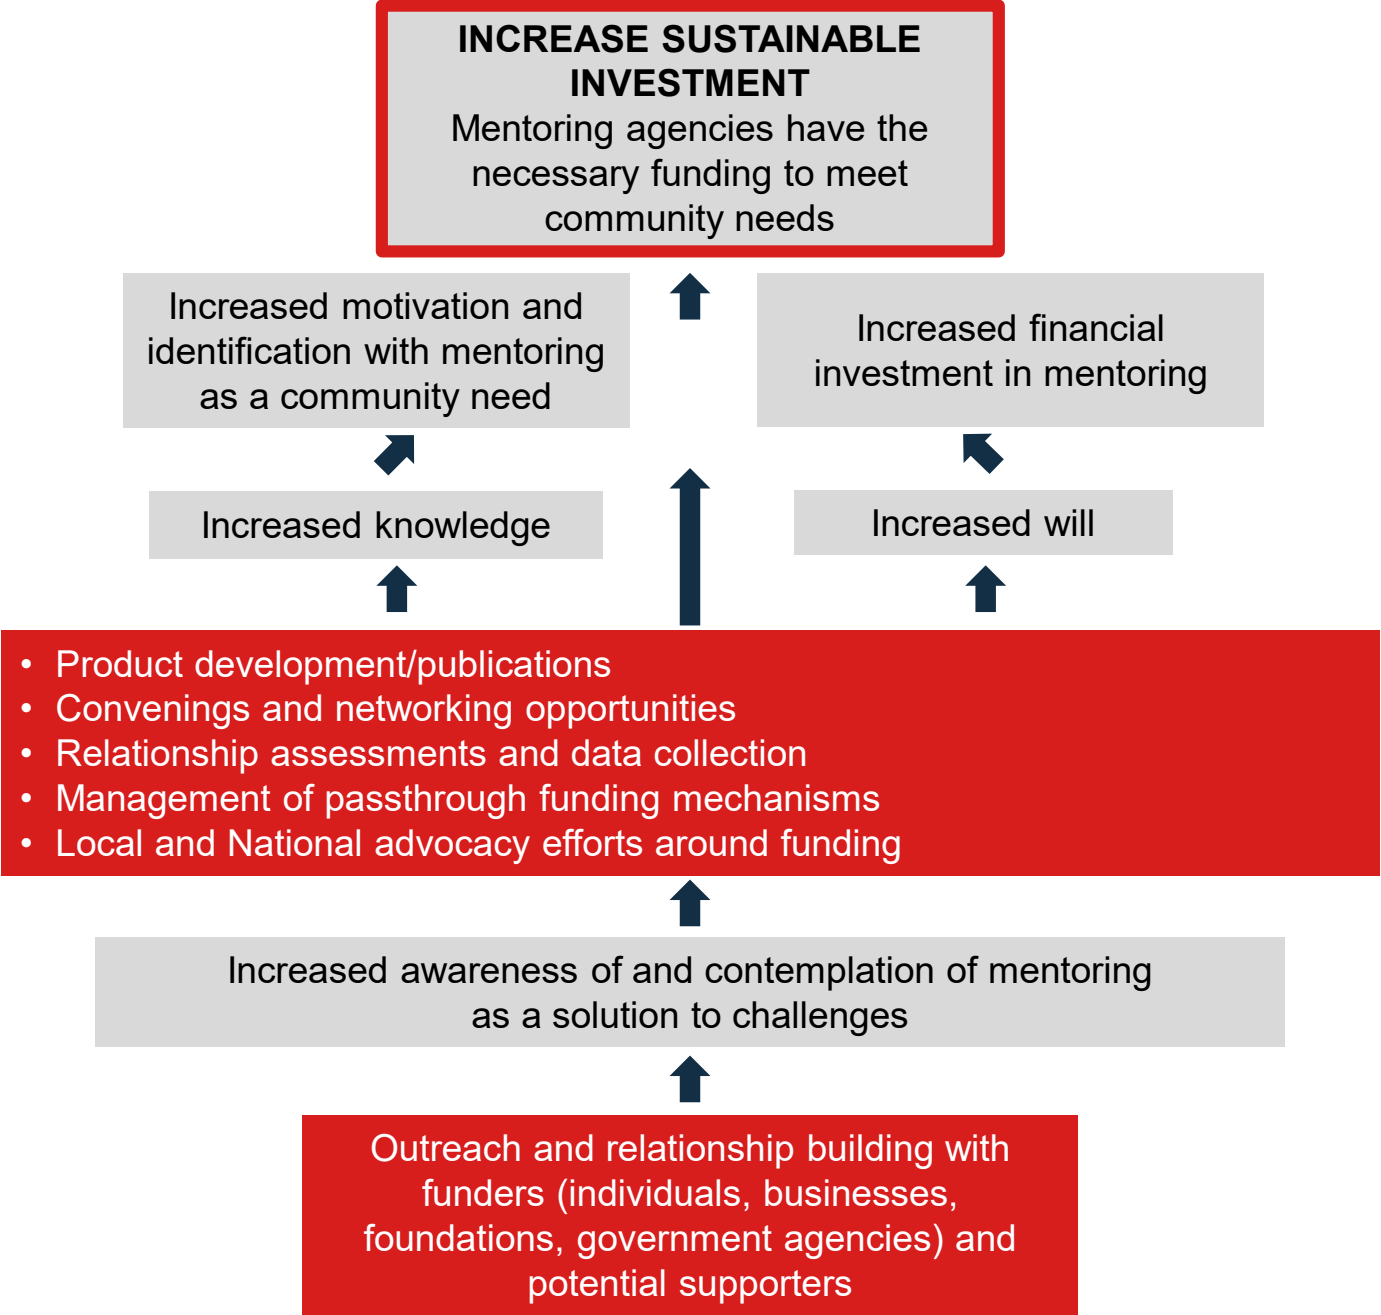 INCREASE SUSTAINABLE
INVESTMENT
Mentoring agencies have the
necessary funding to meet
community needs
Increased motivation and
identification with mentoring
as a community need
Increased financial
investment in mentoring
Increased knowledge
Increased will
• Product development/publications
• Convenings and networking opportunities
• Relationship assessments and data collection
• Management of passthrough funding mechanisms
• Local and National advocacy efforts around funding
Increased awareness of and contemplation of mentoring
as a solution to challenges
Outreach and relationship building with
funders (individuals, businesses,
foundations, government agencies) and
potential supporters